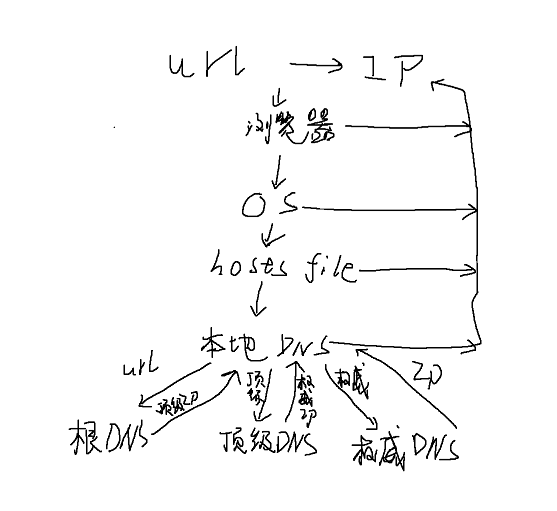 url → IP
浏览器
OS
hosts file
本地 DNS
url
顶级IP
顶级
权威IP
权威
IP
根DNS
顶级DNS
权威DNS